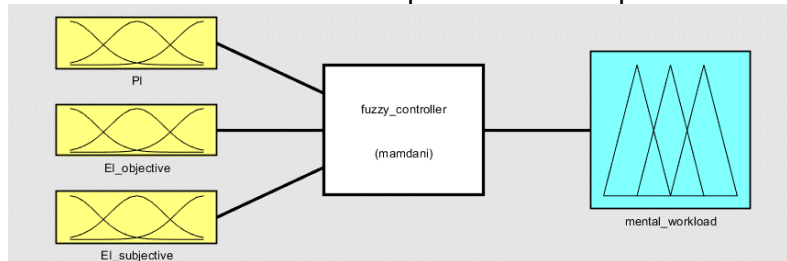 PI
EI_objective
EI_subjective
fuzzy_controller
(mamdani)
mental_workload